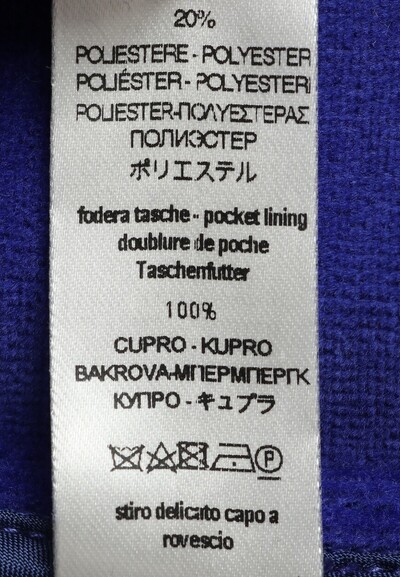 20%
POLIESTERE - POLYESTER
POLIÉSTER - POLYESTERI
POLIESTER-ΠΟΛΥΕΣΤΕΡΑΣ
ПОЛИЭСТЕР
ポリエステル
fodera tasche - pocket lining
doublure de poche
Taschenfutter
100%
CUPRO - KUPRO
BAKROVA-ΜΠΕΡΜΠΕΡΓΚ
КУПРО - キュプラ
P
stiro delicato capo a
rovescio